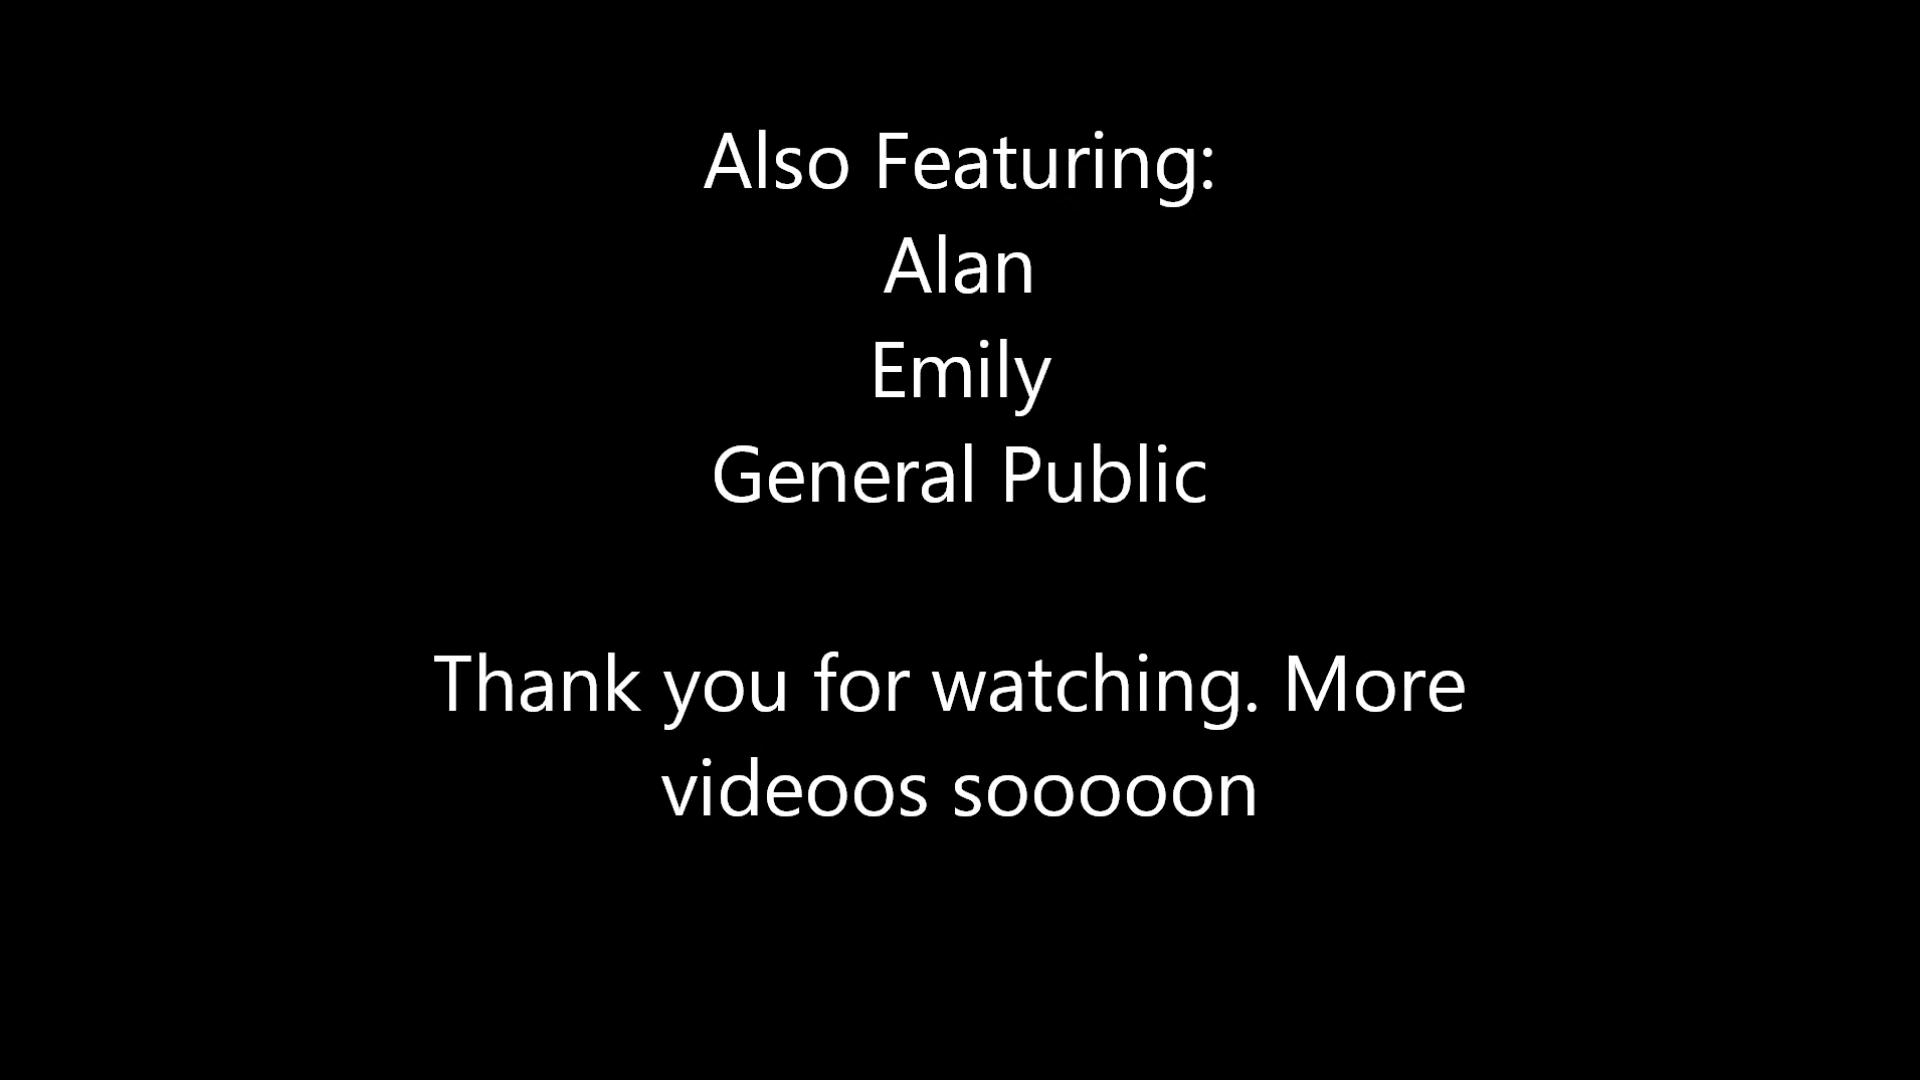 Also Featuring:
Alan
Emily
General Public
Thank you for watching. More
videoos sooooon